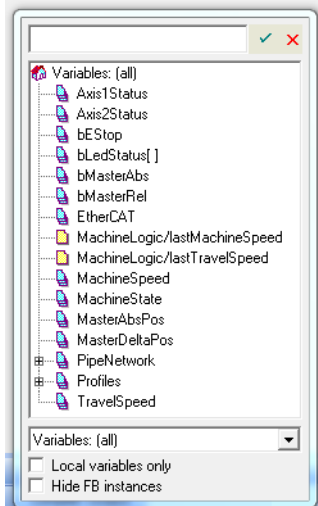 Variables: (all)
Axis1Status
Axis2Status
bEStop
bLedStatus[ ]
bMasterAbs
bMasterRel
EtherCAT
MachineLogic/lastMachineSpeed
MachineLogic/lastTravelSpeed
MachineSpeed
MachineState
MasterAbsPos
MasterDeltaPos
PipeNetwork
Profiles
TravelSpeed
Variables: (all)
Local variables only
Hide FB instances